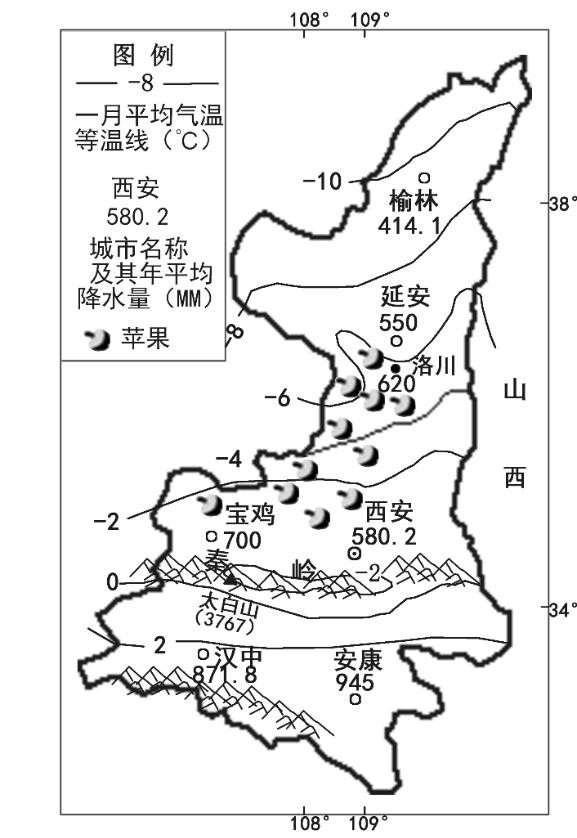 108° 109°
图 例
-8
一月平均气温
等温线（℃）
西安
580.2
城市名称
及其年平均
降水量（MM）
苹果
-10
榆林
414.1
38°
-8
延安
550
洛川
620
-6
山
西
-4
-2
宝鸡
700
西安
580.2
秦
岭
-2
0
太白山
(3767)
34°
2
汉中
871.8
安康
945
108° 109°